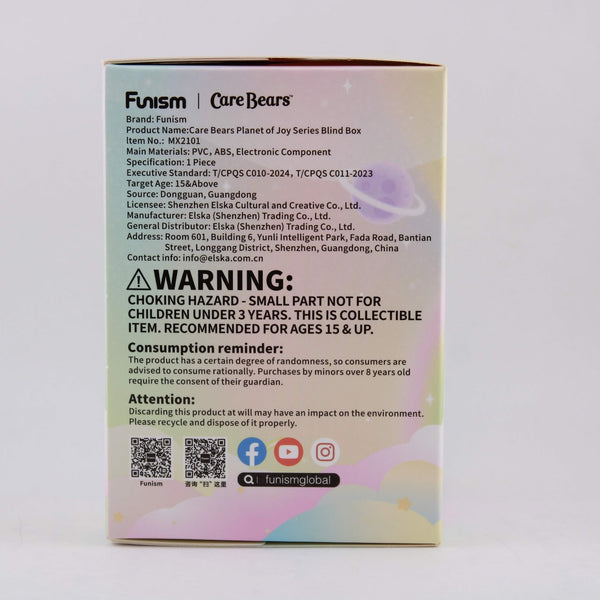 Funism | Care Bears™
Brand: Funism
Product Name:Care Bears Planet of Joy Series Blind Box
Item No.: MX2101
Main Materials: PVC, ABS, Electronic Component
Specification: 1 Piece
Executive Standard: T/CPQS C010-2024, T/CPQS C011-2023
Target Age: 15&Above
Source: Dongguan, Guangdong
Licensee: Shenzhen Elska Cultural and Creative Co., Ltd.
Manufacturer: Elska (Shenzhen) Trading Co., Ltd.
General Distributor: Elska (Shenzhen) Trading Co., Ltd.
Address: Room 601, Building 6, Yunli Intelligent Park, Fada Road, Bantian
Street, Longgang District, Shenzhen, Guangdong, China
Contact info: info@elska.com.cn
WARNING:
CHOKING HAZARD - SMALL PART NOT FOR
CHILDREN UNDER 3 YEARS. THIS IS COLLECTIBLE
ITEM. RECOMMENDED FOR AGES 15 & UP.
Consumption reminder:
The product has a certain degree of randomness, so consumers are
advised to consume rationally. Purchases by minors over 8 years old
require the consent of their guardian.
Attention:
Discarding this product at will may have an impact on the environment.
Please recycle and dispose of it properly.
funismglobal
Funism
咨询“扫”这里